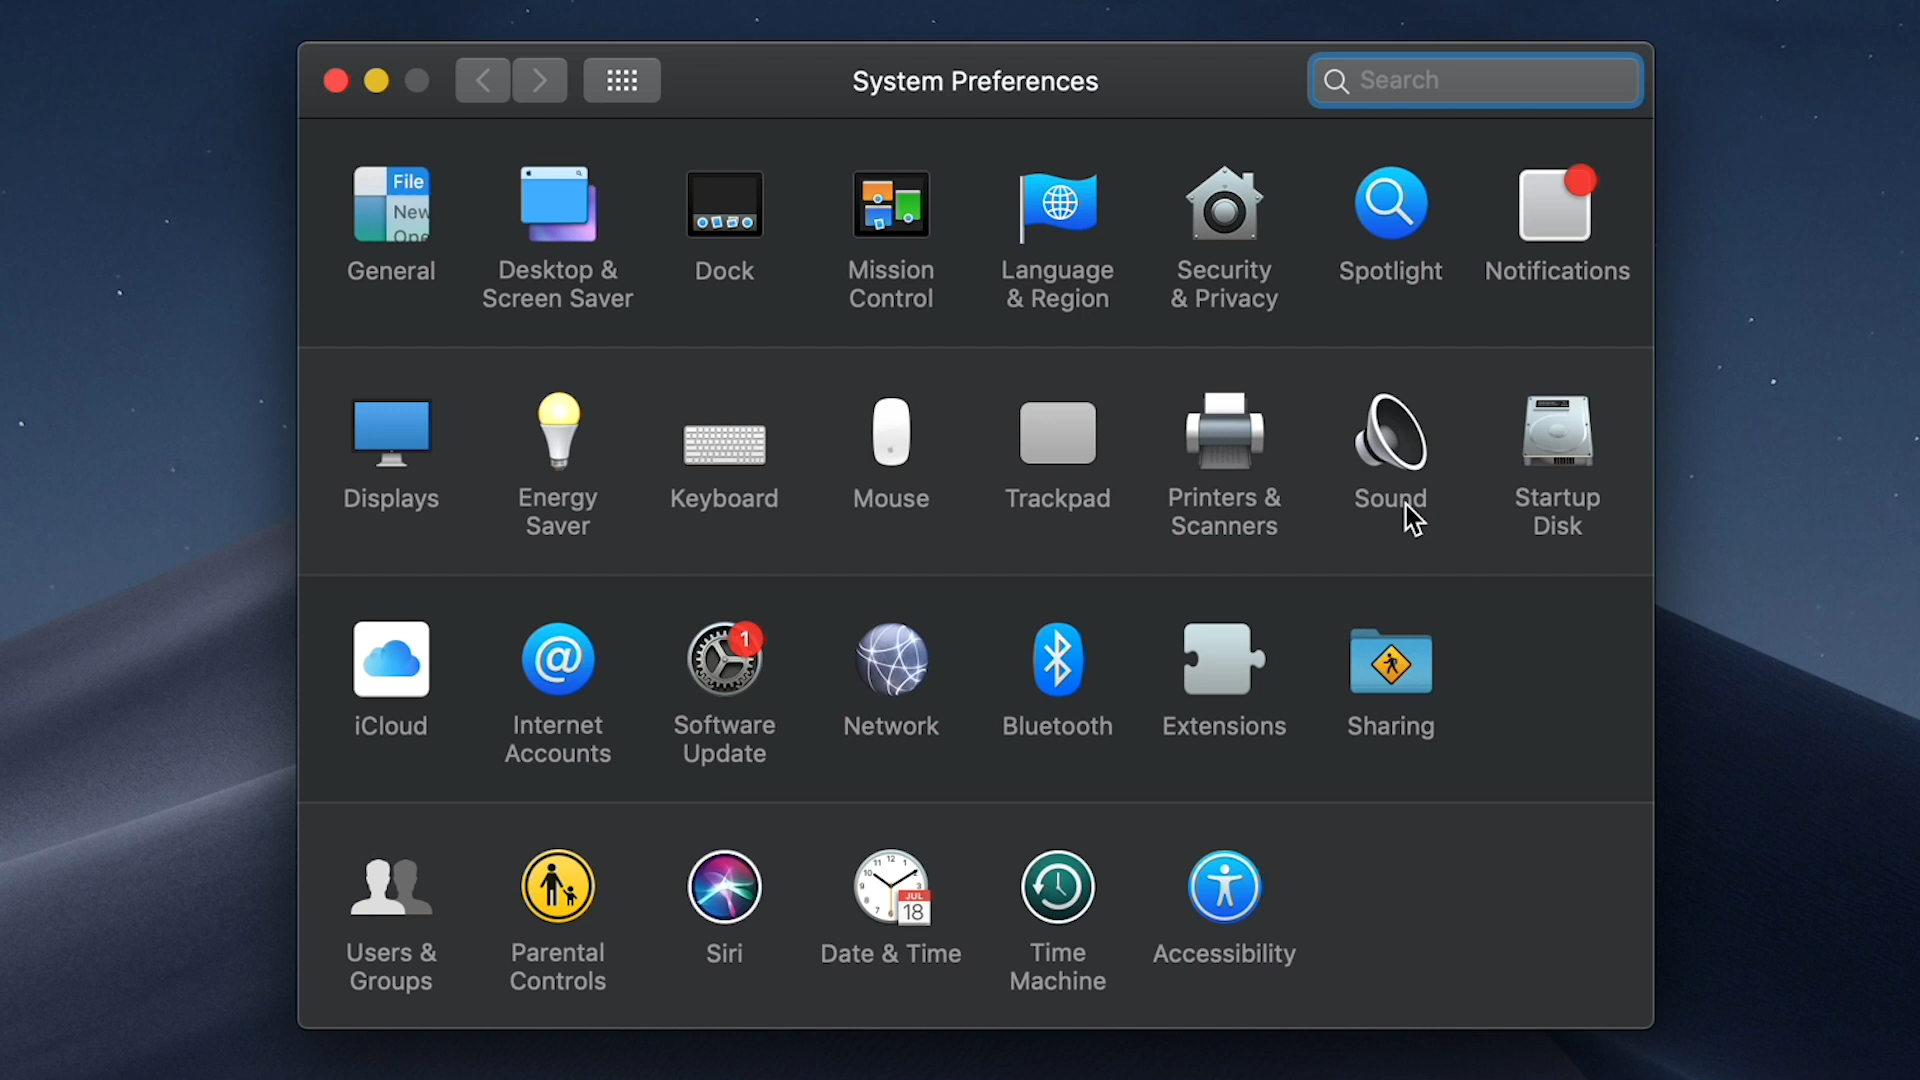 System Preferences
Search
File
New
Ope
General
Desktop &
Screen Saver
Dock
Mission
Control
Language
& Region
Security
& Privacy
Spotlight
Notifications
Displays
Energy
Saver
Keyboard
Mouse
Trackpad
Printers &
Scanners
Sound
Startup
Disk
1
iCloud
Internet
Accounts
Software
Update
Network
Bluetooth
Extensions
Sharing
JUL
18
Users &
Groups
Parental
Controls
Siri
Date & Time
Time
Machine
Accessibility